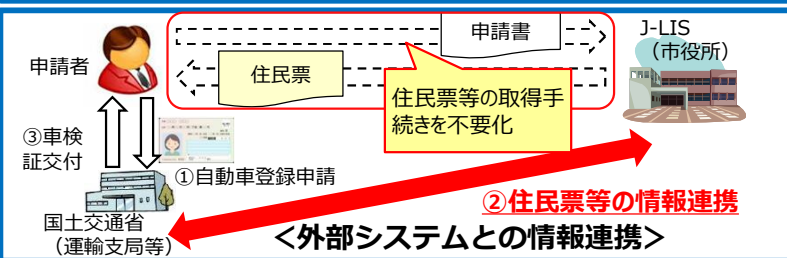 申請書
J-LIS
（市役所）
申請者
住民票
住民票等の取得手
続きを不要化
③車検
証交付
①自動車登録申請
②住民票等の情報連携
国土交通省
（運輸支局等）
＜外部システムとの情報連携＞